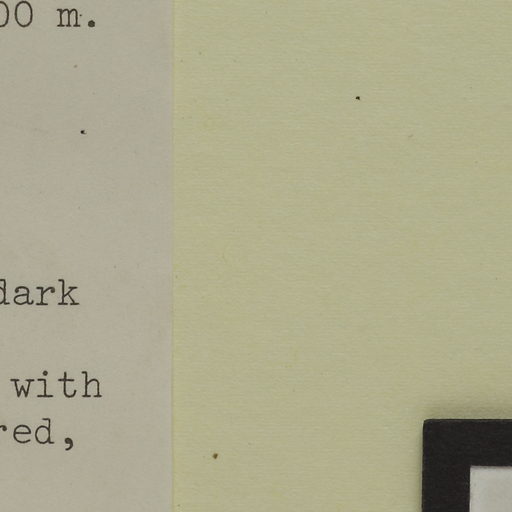 00 m.
dark
with
red,